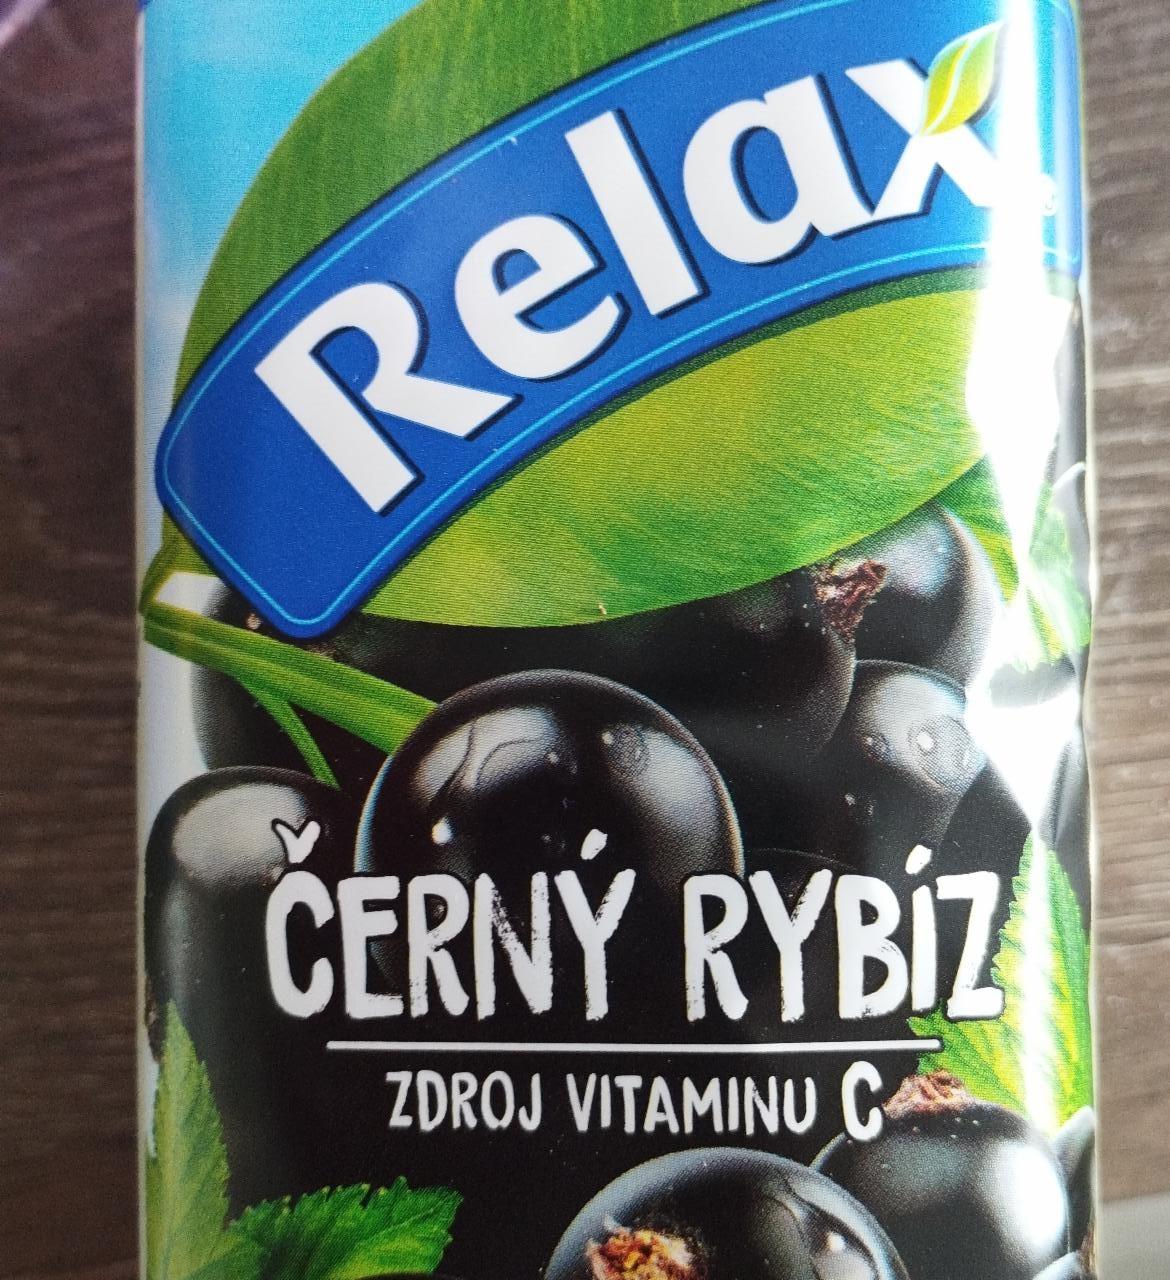 Relax
ČERNÝ RYBÍZ
ZDROJ VITAMINU C